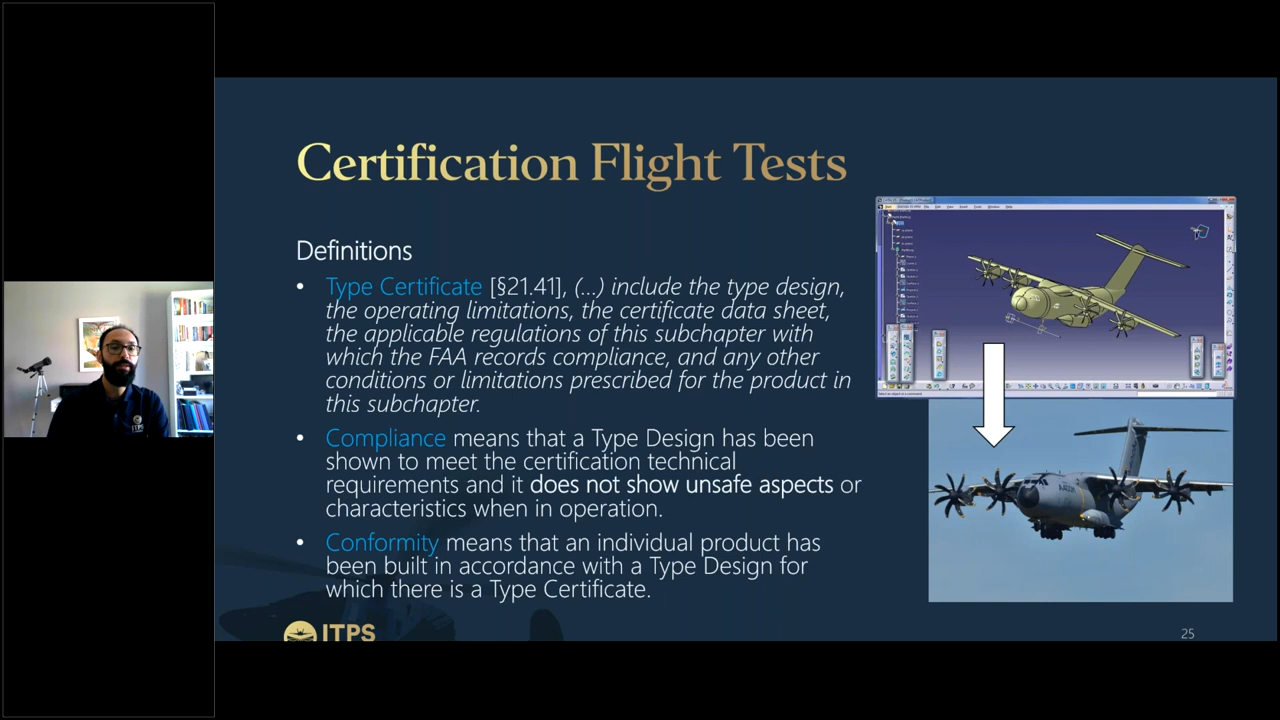 Certification Flight Tests
Definitions
• Type Certificate [§21.41], (...) include the type design,
the operating limitations, the certificate data sheet,
the applicable regulations of this subchapter with
which the FAA records compliance, and any other
conditions or limitations prescribed for the product in
this subchapter.
• Compliance means that a Type Design has been
shown to meet the certification technical
requirements and it does not show unsafe aspects or
characteristics when in operation.
• Conformity means that an individual product has
been built in accordance with a Type Design for
which there is a Type Certificate.
ITPS
ITPS
25